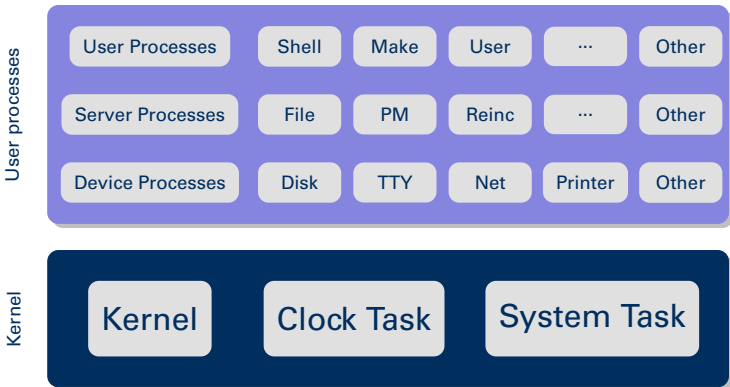 User processes
User Processes Shell Make User ... Other
Server Processes File PM Reinc ... Other
Device Processes Disk TTY Net Printer Other
Kernel
Kernel Clock Task System Task